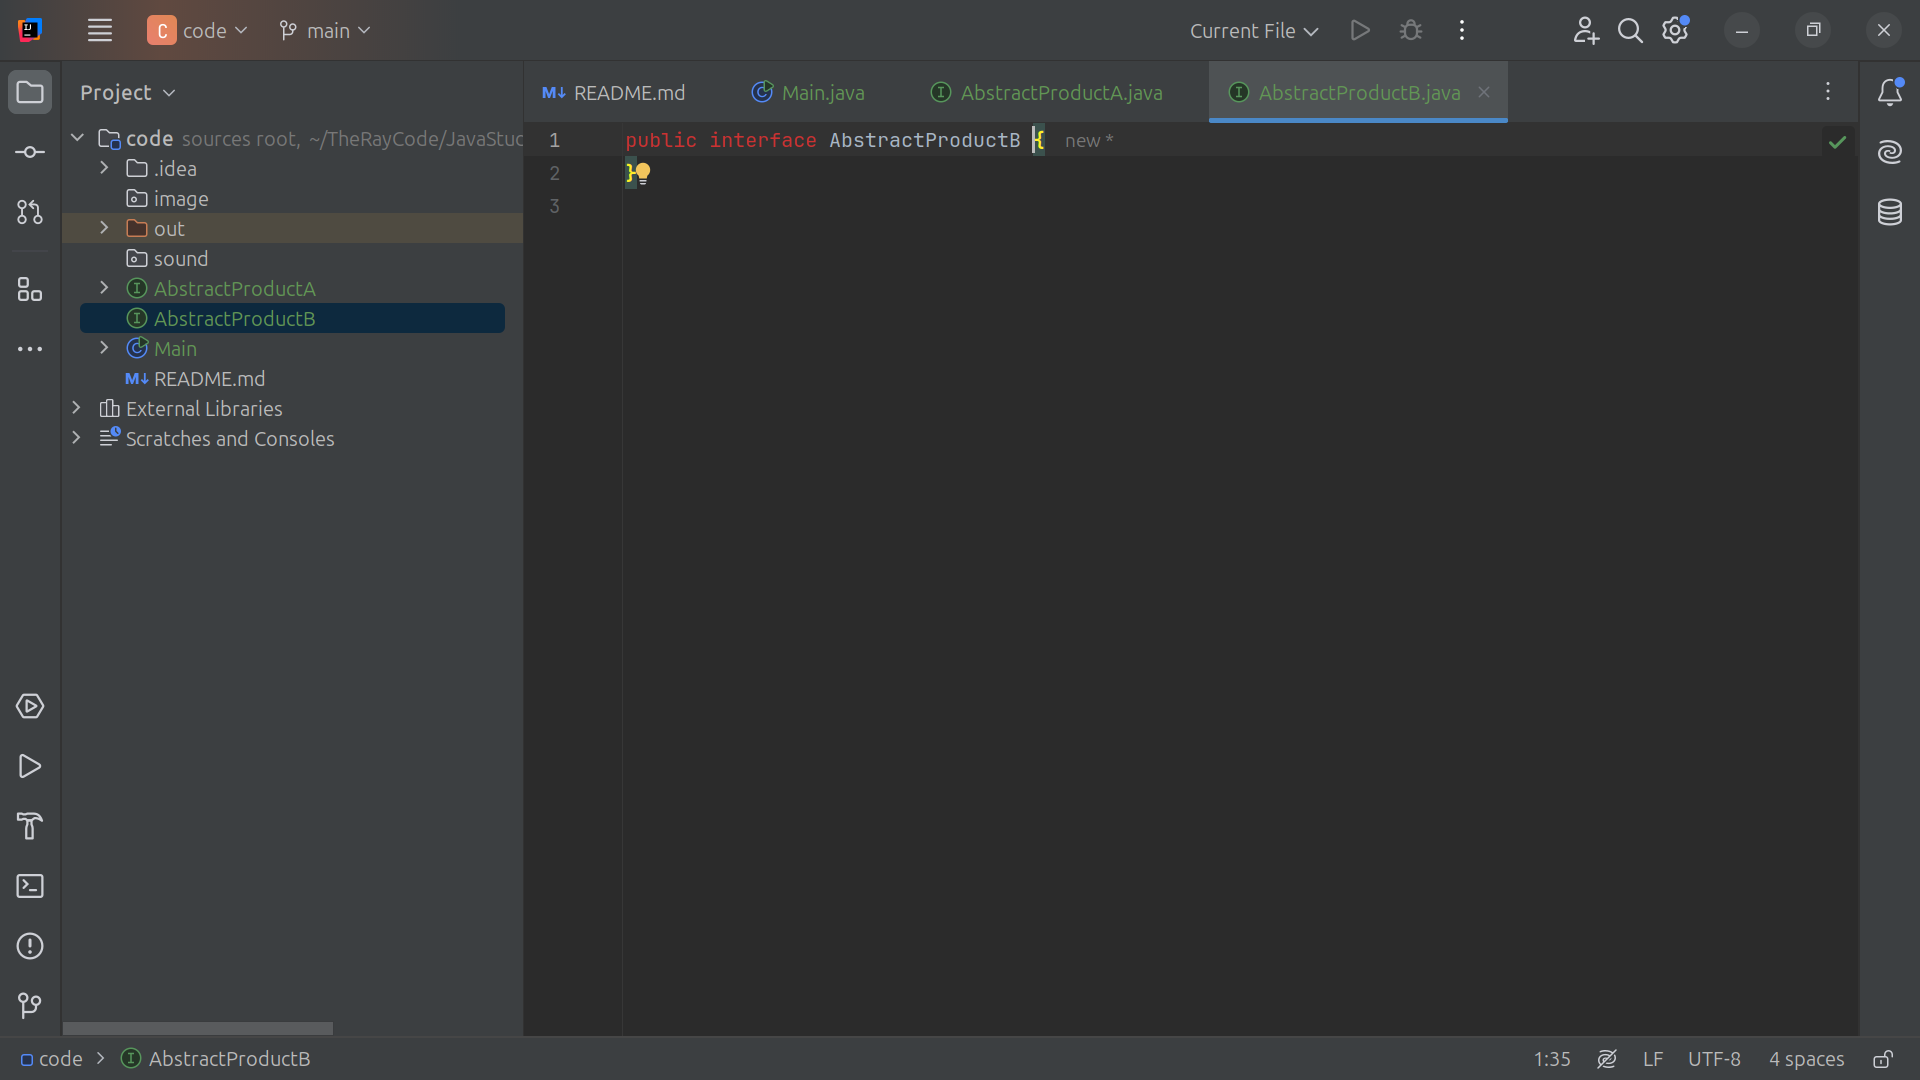 C code
main
Current File
Project
README.md
Main.java
AbstractProductA.java
AbstractProductB.java
code sources root, ~/TheRayCode/JavaStuc
.idea
image
out
sound
AbstractProductA
AbstractProductB
Main
README.md
External Libraries
Scratches and Consoles
1 public interface AbstractProductB { new *
2 }
3
code > AbstractProductB
1:35 LF UTF-8 4 spaces